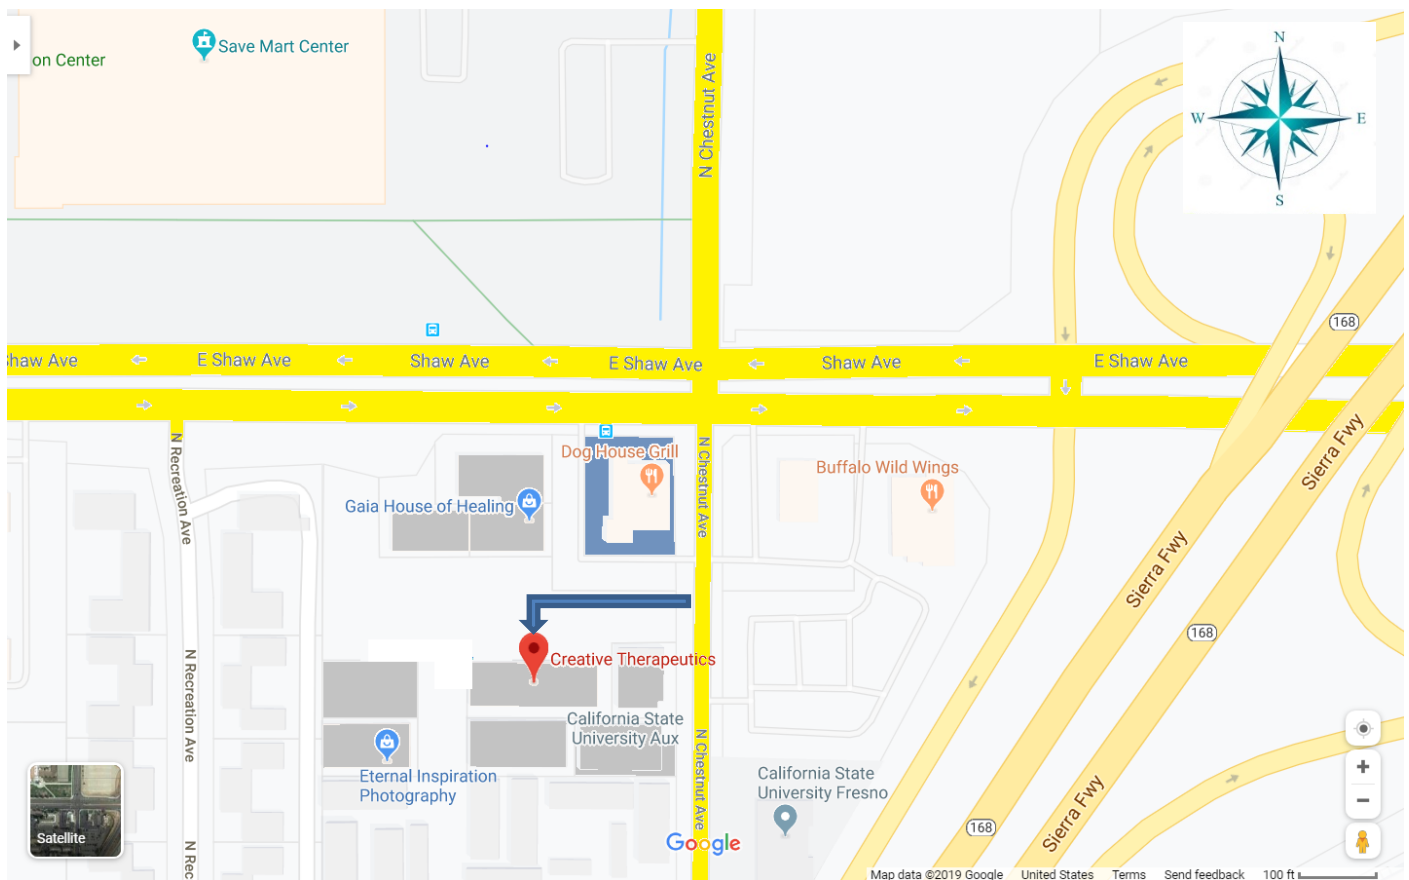 Save Mart Center
on Center
N Chestnut Ave
N
W
E
S
168
Shaw Ave
E Shaw Ave
Shaw Ave
E Shaw Ave
Shaw Ave
E Shaw Ave
N Recreation Ave
Dog House Grill
Gaia House of Healing
N Chestnut Ave
Buffalo Wild Wings
Sierra Fwy
Sierra Fwy
168
Creative Therapeutics
N Recreation Ave
California State
University Aux
N Chestnut Ave
Eternal Inspiration
Photography
California State
University Fresno
Sierra Fwy
168
Satellite
N Rec
Google
Map data ©2019 Google United States Terms Send feedback 100 ft